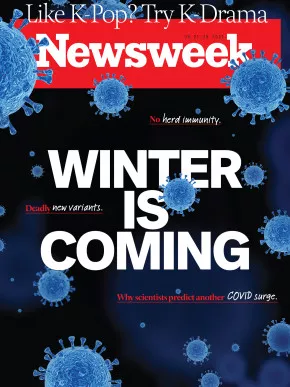 Like K-Pop? Try K-Drama
Newsweek
No herd immunity.
WINTER
Deadly new variants.
IS
COMING
Why scientists predict another COVID surge.